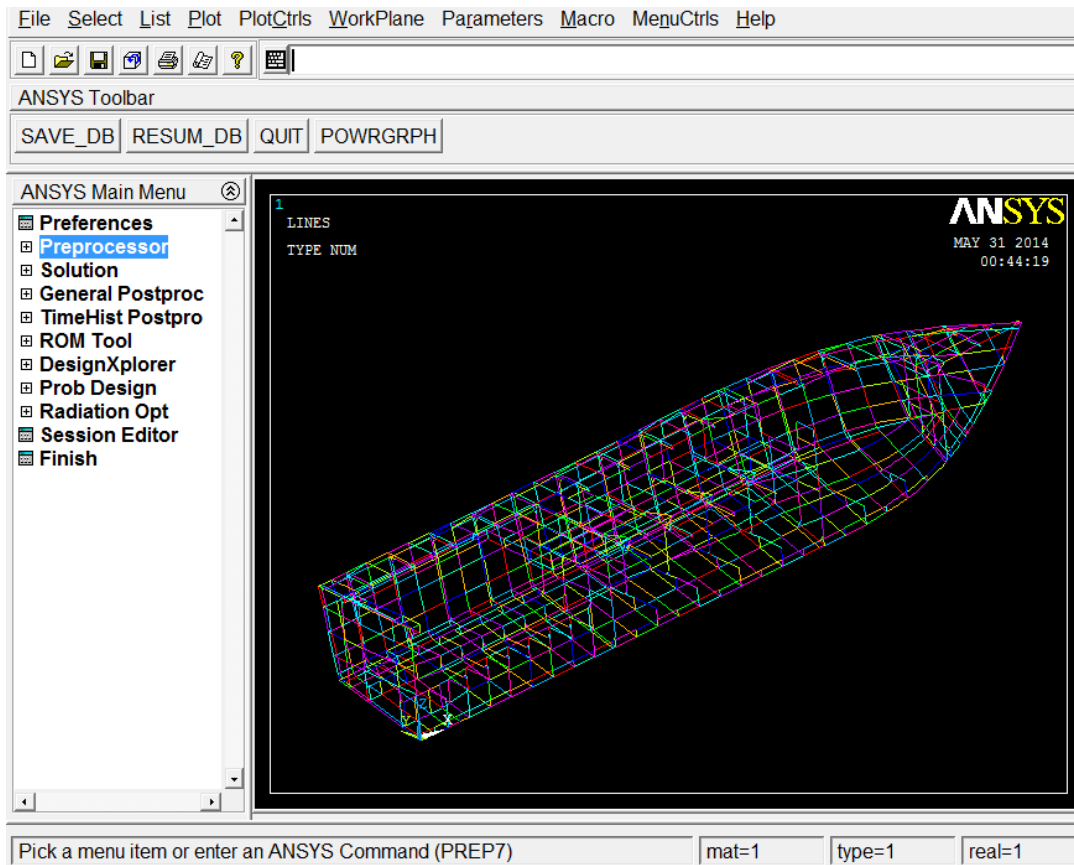 File Select List Plot PlotCtrls WorkPlane Parameters Macro MenuCtrls Help
ANSYS Toolbar
SAVE_DB RESUM_DB QUIT POWRGRPH
ANSYS Main Menu
Preferences
Preprocessor
Solution
General Postproc
TimeHist Postpro
ROM Tool
DesignXplorer
Prob Design
Radiation Opt
Session Editor
Finish
1
LINES
TYPE NUM
ANSYS
MAY 31 2014
00:44:19
Z
Y X
Pick a menu item or enter an ANSYS Command (PREP7) mat=1 type=1 real=1